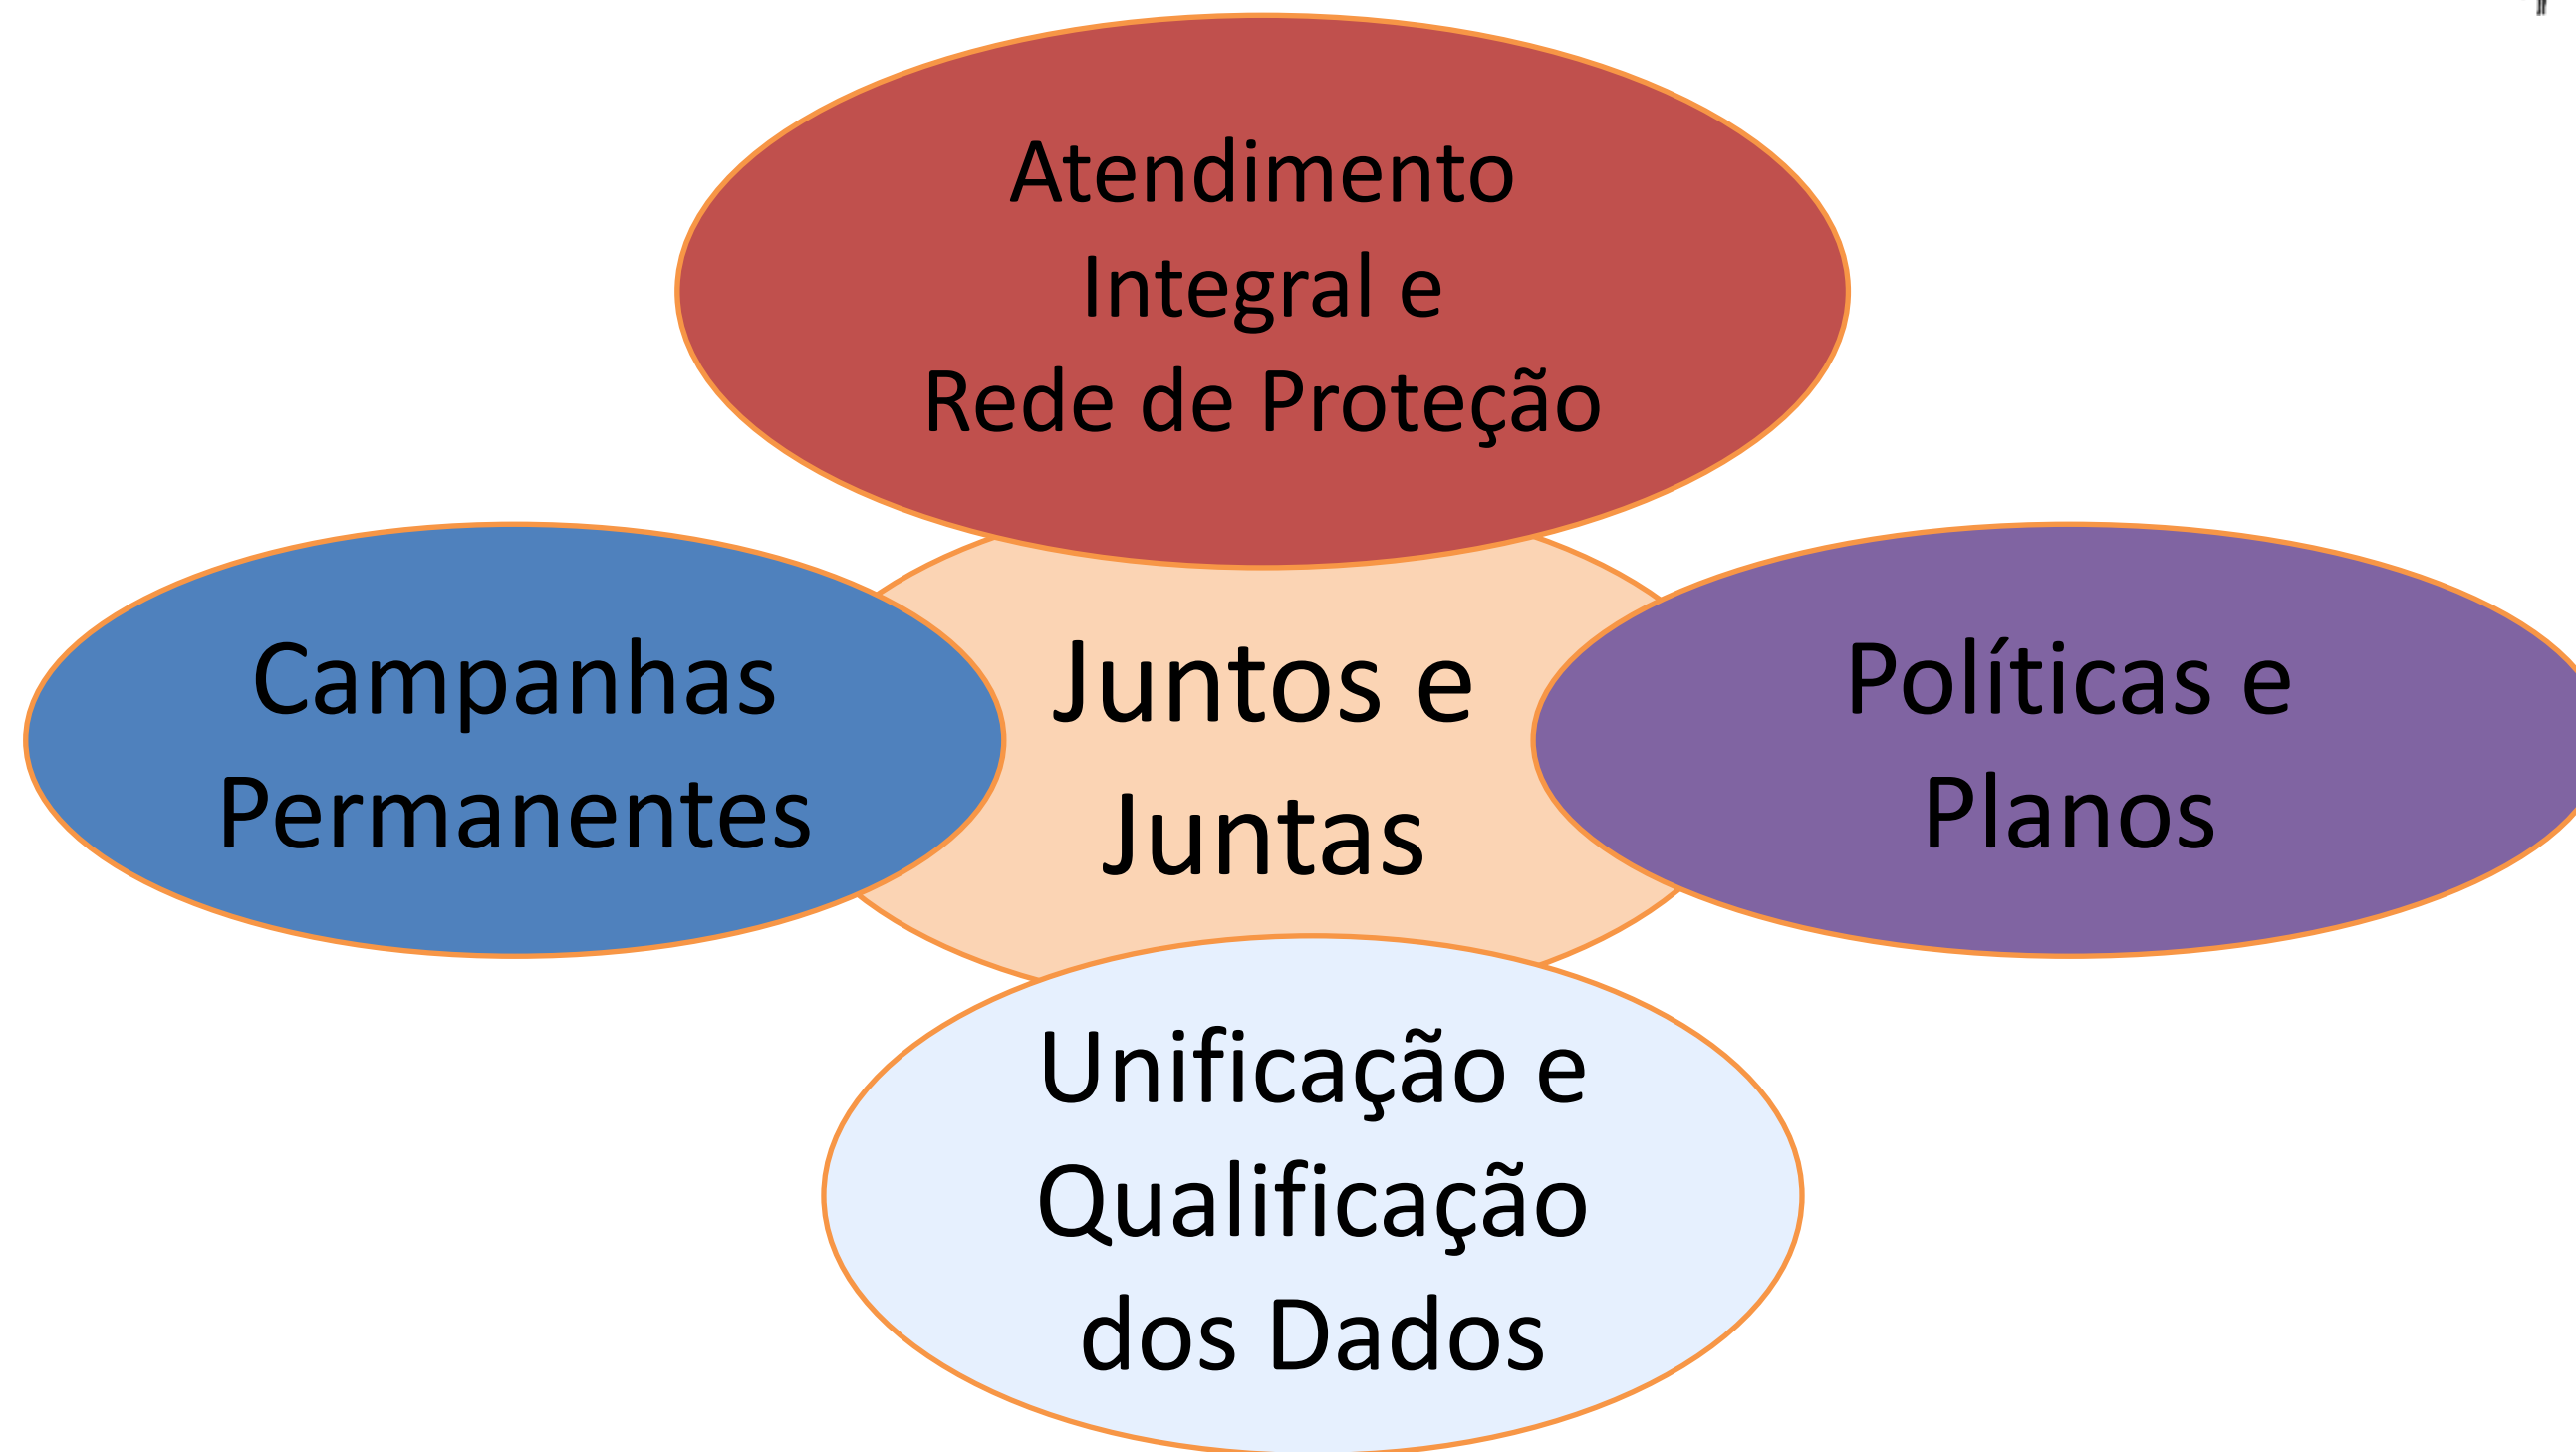 Atendimento
Integral e
Rede de Proteção
Campanhas
Permanentes
Juntos e
Juntas
Políticas e
Planos
Unificação e
Qualificação
dos Dados